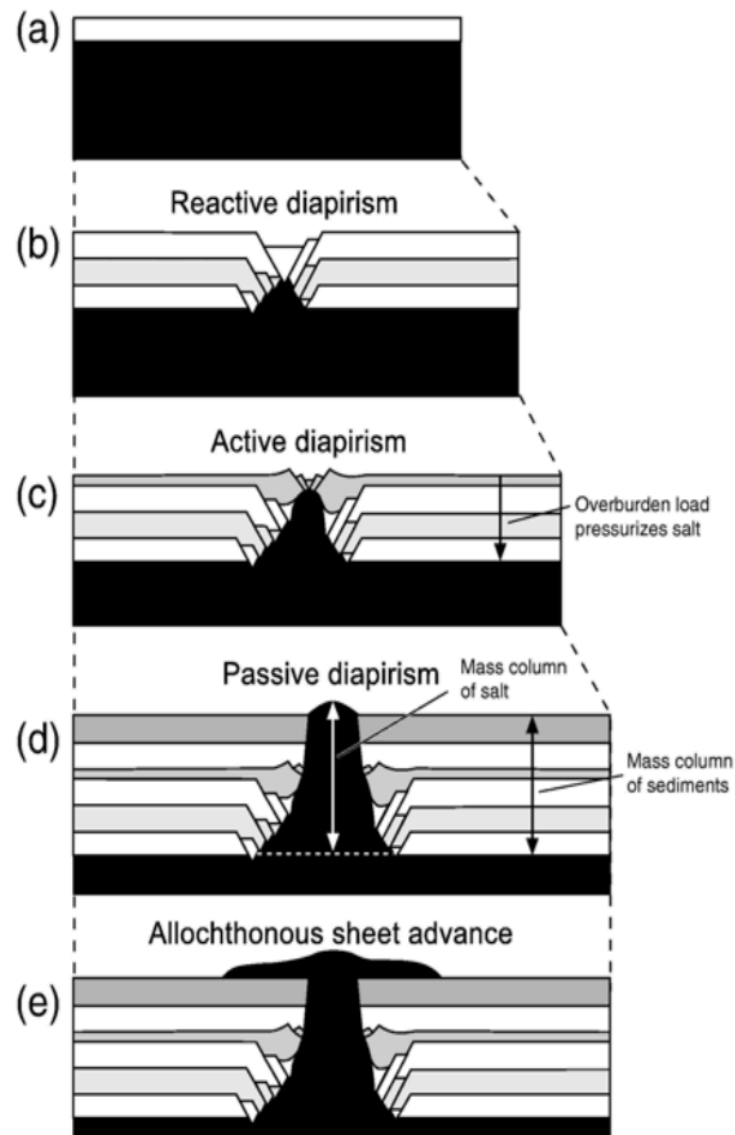 (a)
Reactive diapirism
(b)
Active diapirism
(c)
Overburden load
pressurizes salt
Passive diapirism
Mass column
of salt
(d)
Mass column
of sediments
Allochthonous sheet advance
(e)